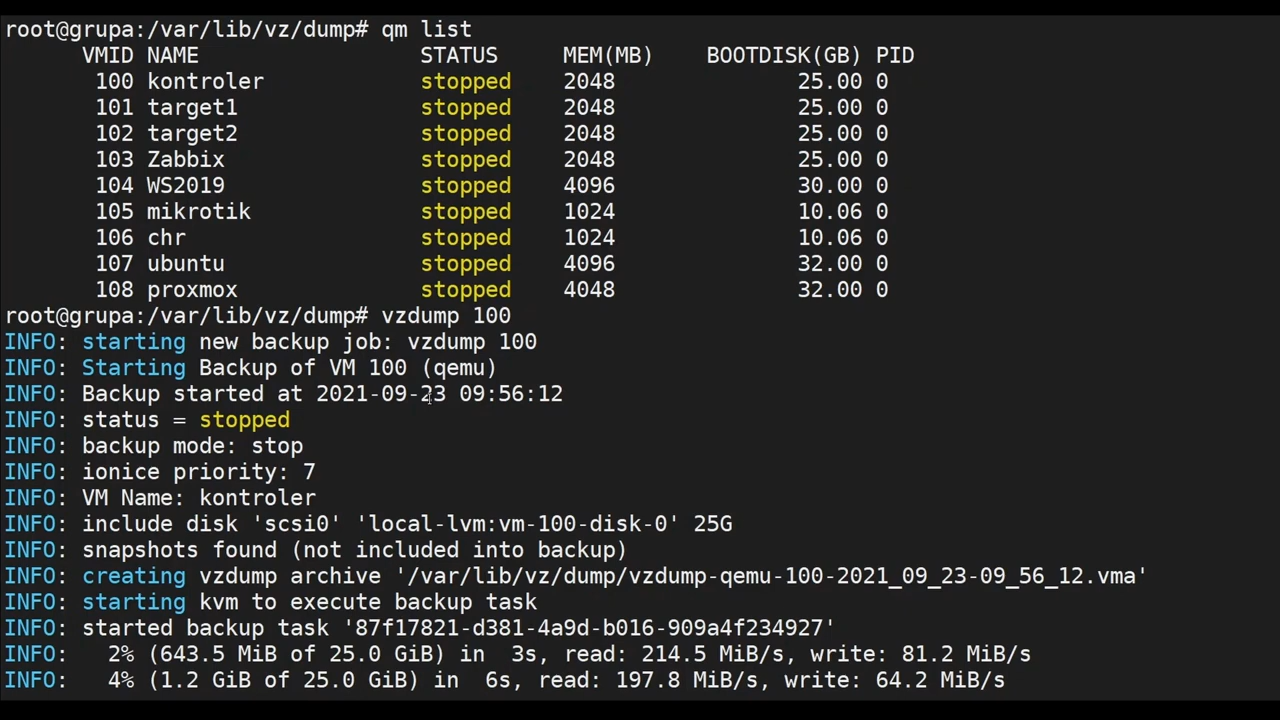 root@grupa:/var/lib/vz/dump# qm list
VMID NAME STATUS MEM(MB) BOOTDISK(GB) PID
100 kontroler stopped 2048 25.00 0
101 target1 stopped 2048 25.00 0
102 target2 stopped 2048 25.00 0
103 Zabbix stopped 2048 25.00 0
104 WS2019 stopped 4096 30.00 0
105 mikrotik stopped 1024 10.06 0
106 chr stopped 1024 10.06 0
107 ubuntu stopped 4096 32.00 0
108 proxmox stopped 4048 32.00 0
root@grupa:/var/lib/vz/dump# vzdump 100
INFO: starting new backup job: vzdump 100
INFO: Starting Backup of VM 100 (qemu)
INFO: Backup started at 2021-09-23 09:56:12
INFO: status = stopped
INFO: backup mode: stop
INFO: ionice priority: 7
INFO: VM Name: kontroler
INFO: include disk 'scsi0' 'local-lvm:vm-100-disk-0' 25G
INFO: snapshots found (not included into backup)
INFO: creating vzdump archive '/var/lib/vz/dump/vzdump-qemu-100-2021_09_23-09_56_12.vma'
INFO: starting kvm to execute backup task
INFO: started backup task '87f17821-d381-4a9d-b016-909a4f234927'
INFO: 2% (643.5 MiB of 25.0 GiB) in 3s, read: 214.5 MiB/s, write: 81.2 MiB/s
INFO: 4% (1.2 GiB of 25.0 GiB) in 6s, read: 197.8 MiB/s, write: 64.2 MiB/s